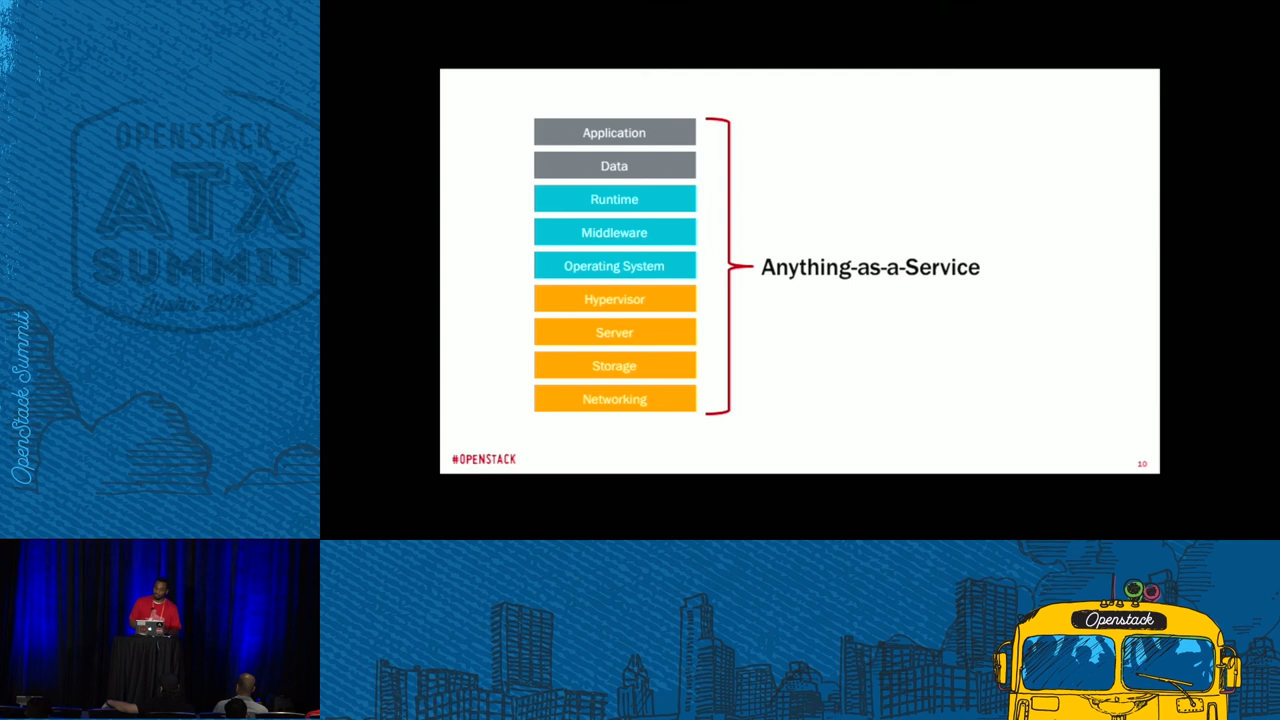 OPENSTACK
ATX
SUMMIT
Austin 2016
OpenStack Summit
Application
Data
Runtime
Middleware
Operating System
Hypervisor
Server
Storage
Networking
Anything-as-a-Service
#OPENSTACK
10
Openstack